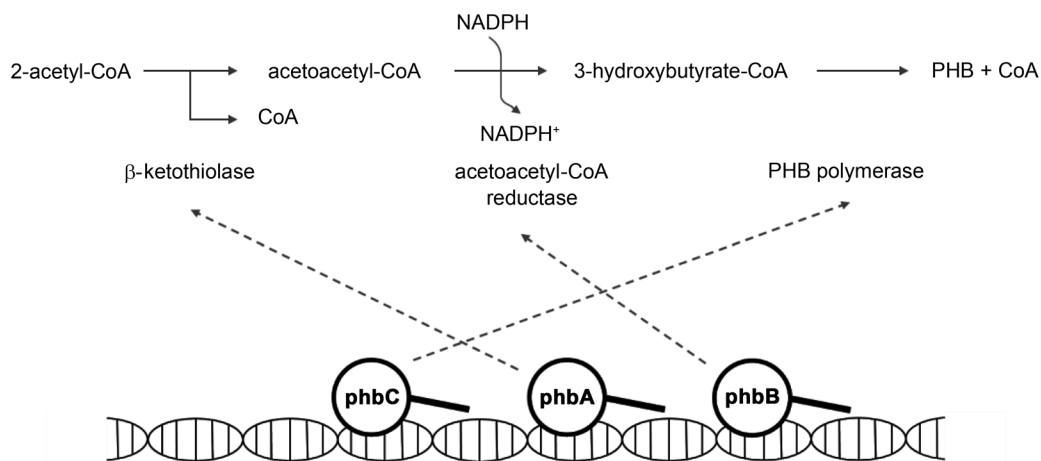 NADPH
2-acetyl-CoA acetoacetyl-CoA 3-hydroxybutyrate-CoA PHB + CoA
CoA
NADPH⁺
β-ketothiolase acetoacetyl-CoA PHB polymerase
reductase
phbC phbA phbB